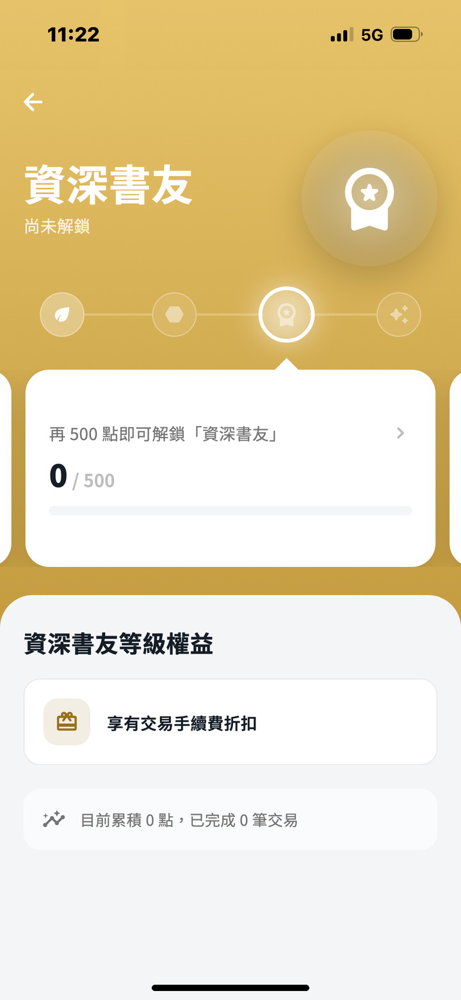 11:22
5G
資深書友
尚未解鎖
再 500 點即可解鎖「資深書友」
0 / 500
資深書友等級權益
享有交易手續費折扣
目前累積 0 點，已完成 0 筆交易